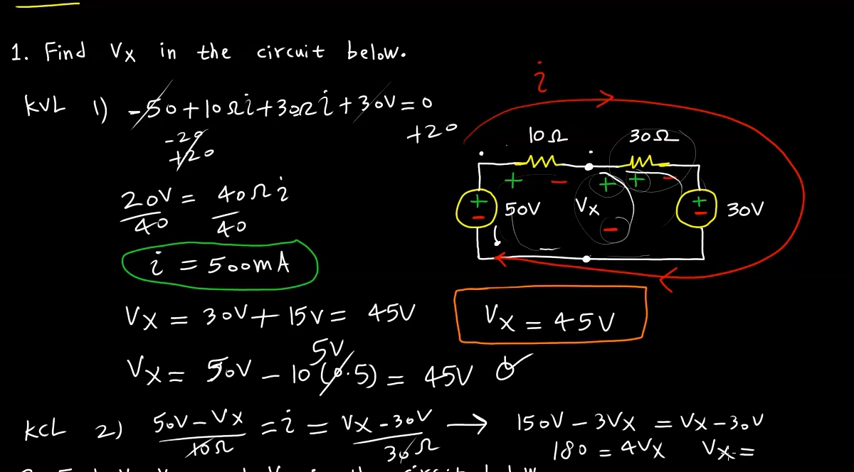 1. Find Vx in the circuit below.
KVL 1) -50 + 10Ωi + 30Ωi + 30V = 0
-20 +20
+20
20V = 40Ωi
40 40
i = 500mA
Vx = 30V + 15V = 45V
5V
Vx = 50V - 10(0.5) = 45V
KCL 2) 50V - Vx / 10Ω = i = Vx - 30V / 30Ω → 150V - 3Vx = Vx - 30V
180 = 4Vx Vx =
i
10Ω 30Ω
+ - + + -
+ - 50V Vx + - 30V
-
Vx = 45V